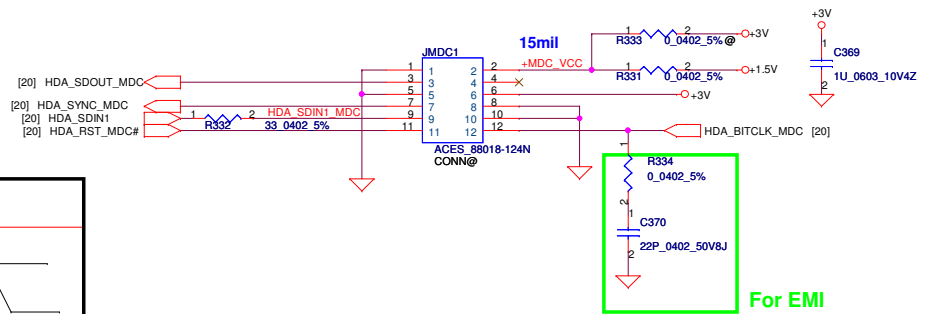 +3V
1 R333 2 0_0402_5%@ +3V
C369
1U_0603_10V4Z
1
2
15mil
+MDC_VCC
1 R331 2 0_0402_5% +1.5V
+3V
JMDC1
1 1 2 2
3 3 4 4
5 5 6 6
7 7 8 8
9 9 10 10
11 11 12 12
ACES_88018-124N
CONN@
[20] HDA_SDOUT_MDC
[20] HDA_SYNC_MDC
[20] HDA_SDIN1
1 R332 2 33_0402_5% HDA_SDIN1_MDC
[20] HDA_RST_MDC#
HDA_BITCLK_MDC [20]
1
R334
0_0402_5%
2
1
C370
22P_0402_50V8J
2
For EMI